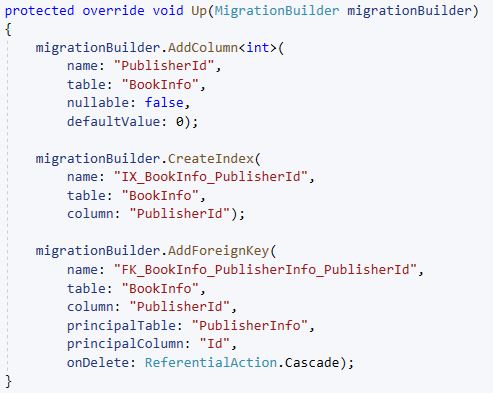 protected override void Up(MigrationBuilder migrationBuilder)
{
    migrationBuilder.AddColumn<int>(
        name: "PublisherId",
        table: "BookInfo",
        nullable: false,
        defaultValue: 0);

    migrationBuilder.CreateIndex(
        name: "IX_BookInfo_PublisherId",
        table: "BookInfo",
        column: "PublisherId");

    migrationBuilder.AddForeignKey(
        name: "FK_BookInfo_PublisherInfo_PublisherId",
        table: "BookInfo",
        column: "PublisherId",
        principalTable: "PublisherInfo",
        principalColumn: "Id",
        onDelete: ReferentialAction.Cascade);
}